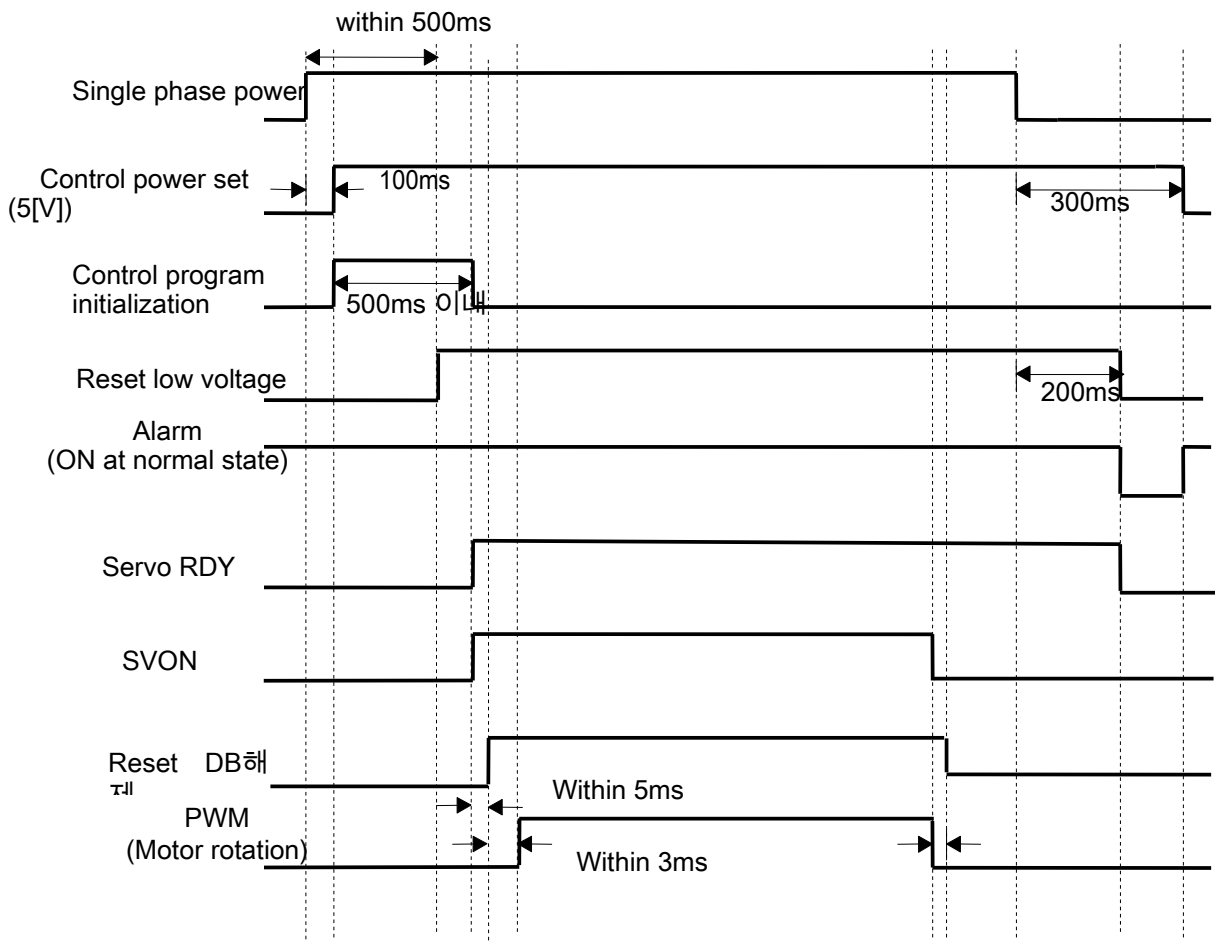 within 500ms
Single phase power
Control power set
(5[V])
100ms
300ms
Control program
initialization
500ms 이내
Reset low voltage
200ms
Alarm
(ON at normal state)
Servo RDY
SVON
Reset DB해
제
Within 5ms
PWM
(Motor rotation)
Within 3ms